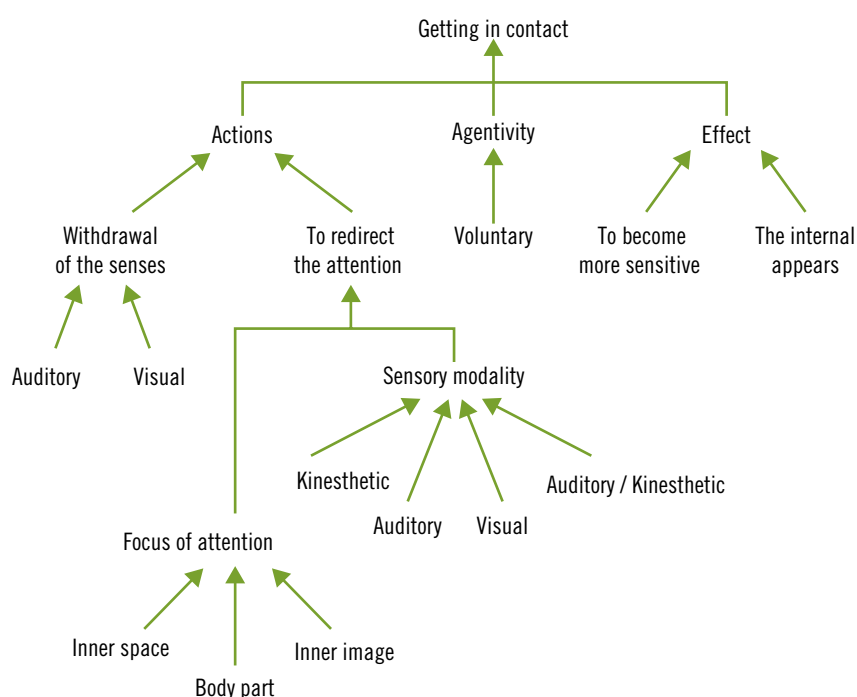 Getting in contact
Actions
Agentivity
Effect
Withdrawal
of the senses
To redirect
the attention
Voluntary
To become
more sensitive
The internal
appears
Auditory
Visual
Sensory modality
Kinesthetic
Auditory
Visual
Auditory / Kinesthetic
Focus of attention
Inner space
Body part
Inner image